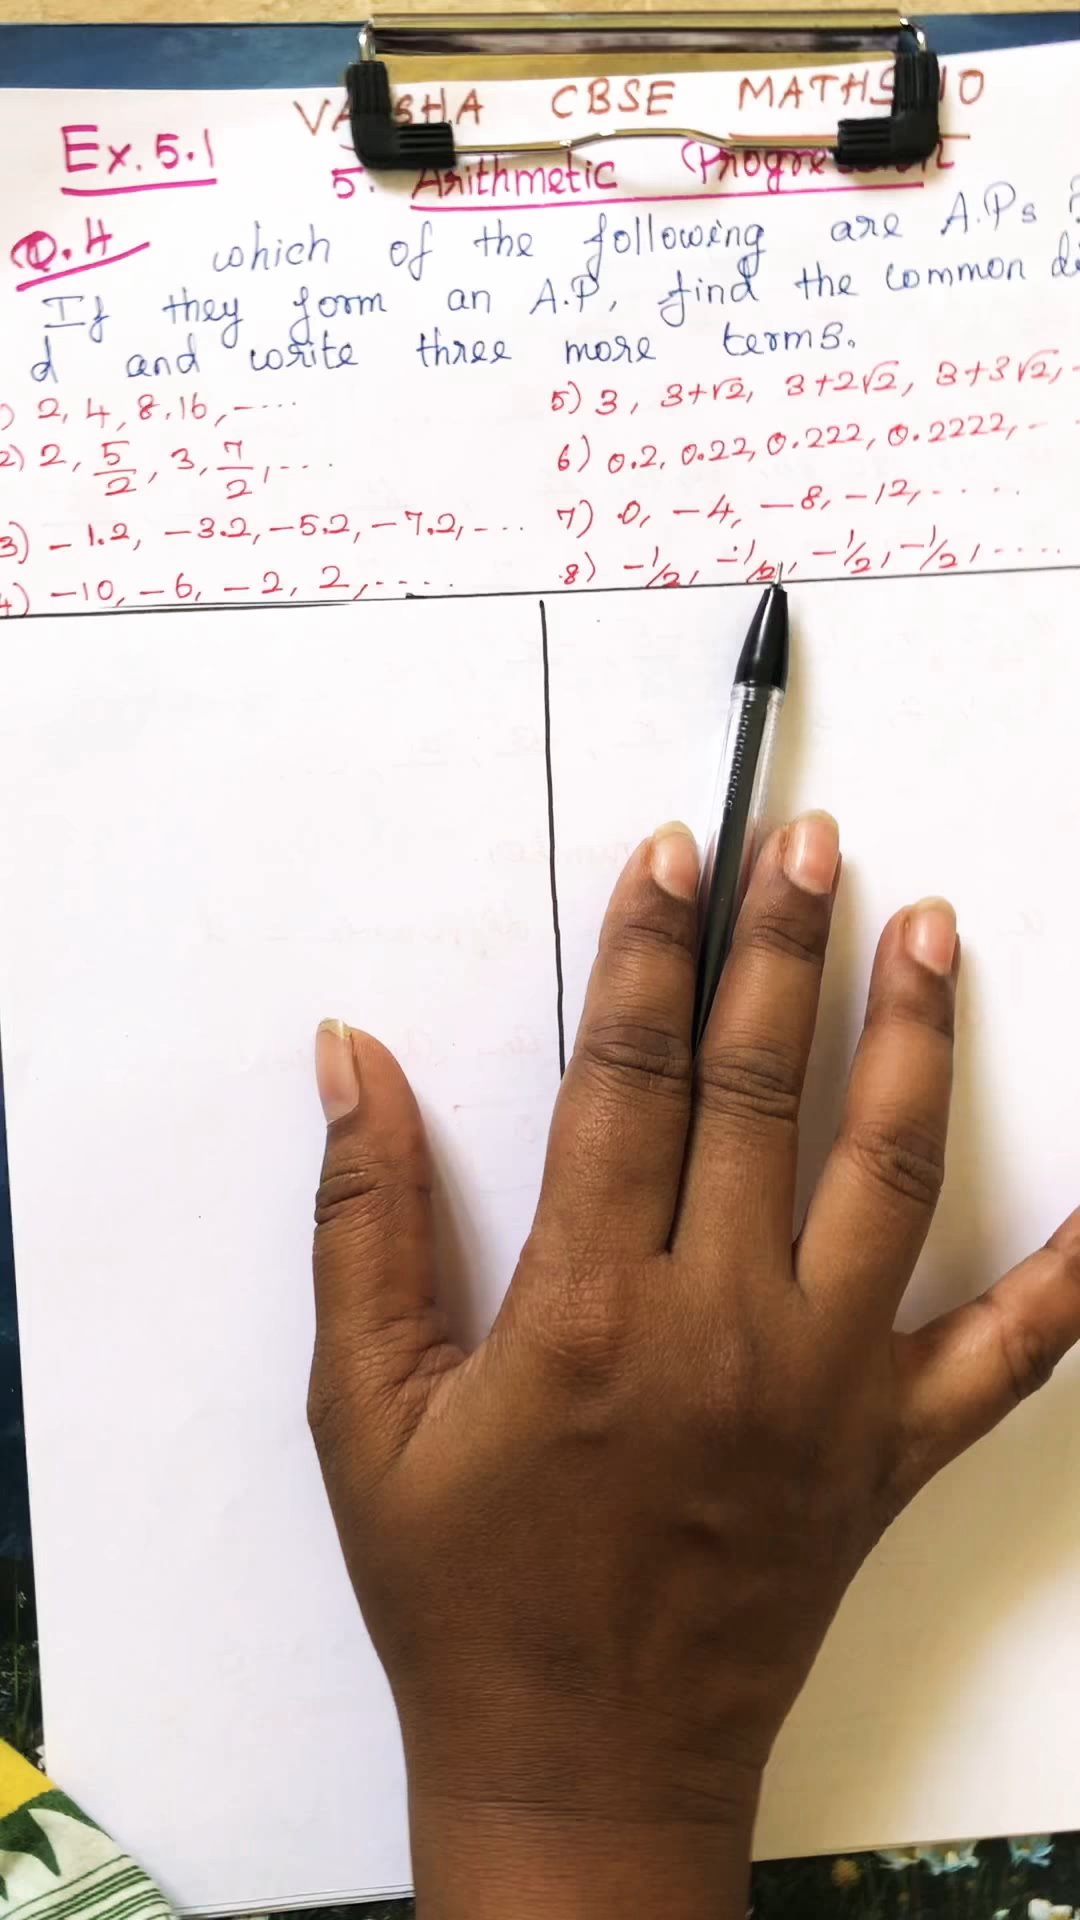 CBSE MATHS 10
Ex. 5.1
5. Arithmetic
Q.4 which of the following are A.Ps ?
If they form an A.P, find the common
d and write three more terms.
) 2, 4, 8, 16, -....
2) 2, 5/2, 3, 7/2, ....
3) -1.2, -3.2, -5.2, -7.2, -...
4) -10, -6, -2, 2, ....
5) 3, 3+√2, 3+2√2, 3+3√2, -
6) 0.2, 0.22, 0.222, 0.2222, - -
7) 0, -4, -8, -12, .....
8) -1/2, -1/2, -1/2, -1/2, ....